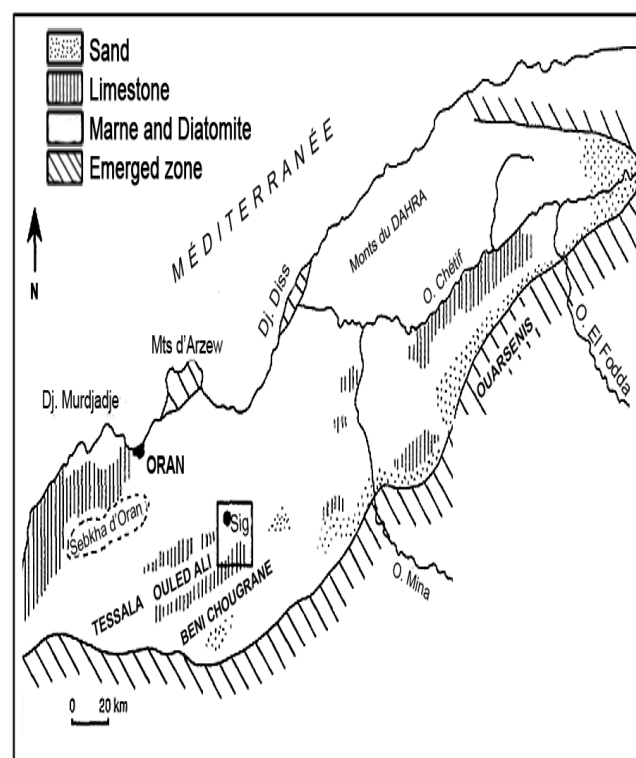 Sand
Limestone
Marne and Diatomite
Emerged zone
MÉDITERRANÉE
N
Monts du DAHRA
Dj. Diss
O. Chétif
Mts d'Arzew
OUARSENIS
O. El Fodda
Dj. Murdjadje
ORAN
Sebkha d'Oran
Sig
TESSALA
OULED ALI
BENI CHOUGRANE
O. Mina
0 20 km